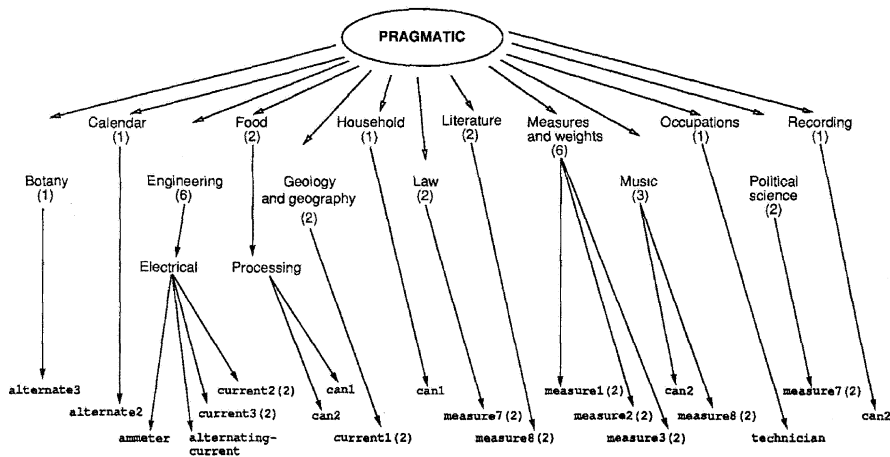 PRAGMATIC
Calendar
(1)
Food
(2)
Household
(1)
Literature
(2)
Measures
and weights
(6)
Occupations
(1)
Recording
(1)
Botany
(1)
Engineering
(6)
Geology
and geography
(2)
Law
(2)
Music
(3)
Political
science
(2)
Electrical
Processing
alternate3
current2(2)
can1
can1
measure1(2)
can2
measure7(2)
alternate2
current3(2)
can2
measure7(2)
measure2(2)
measure8(2)
can2
ammeter
alternating-
current
current1(2)
measure8(2)
measure3(2)
technician